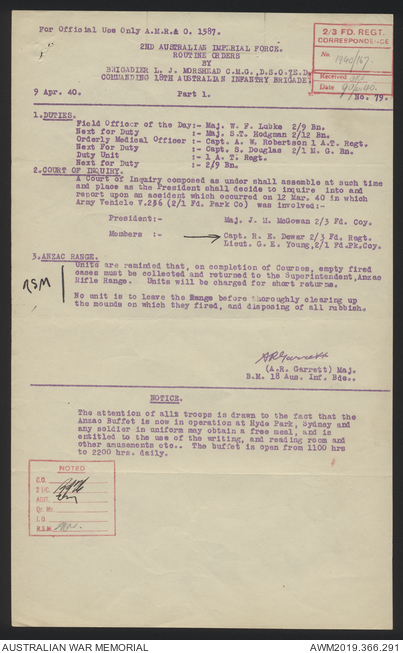 For Official Use Only A.M.R.& O. 1587.
2/3 FD. REGT.
CORRESPONDENCE
No. 1940/167.
Received
Date 9/4/40.
2ND AUSTRALIAN IMPERIAL FORCE.
ROUTINE ORDERS
BY
BRIGADIER L. J. MORSHEAD C.M.G.,D.S.O.,V.D.
COMMANDING 18TH AUSTRALIAN INFANTRY BRIGADE
9 Apr. 40. Part 1. No. 79.
1.DUTIES.
Field Officer of the Day:- Maj. W. F. Lubke 2/9 Bn.
Next for Duty :- Maj. S.T. Hodgman 2/12 Bn.
Orderly Medical Officer :- Capt. A. W. Robertson 1 A.T. Regt.
Next For Duty :- Capt. S. Douglas 2/1 M. G. Rn.
Duty Unit :- 1 A.T. Regt.
Next for Duty :- 2/9 Bn.
2.COURT OF INQUIRY.
A Court of Inquiry composed as under shall assemble at such time
and place as the President shall decide to inquire into and
report upon an accident which occurred on 12 Mar. 40 in which
Army Vehicle V.256 (2/1 Fd. Park Co) was involved:-
President:- Maj. J. M. McGowan 2/3 Fd. Coy.
Members :- Capt. R. E. Dewar 2/3 Fd. Regt.
Lieut. G. E. Young,2/1 Fd.Pk.Coy.
3.ANZAC RANGE.
RSM
Units are reminded that, on completion of Courses, empty fired
cases must be collected and returned to the Superintendent,Anzac
Rifle Range. Units will be charged for short returns.
No unit is to leave the Range before thoroughly clearing up
the mounds on which they fired, and disposing of all rubbish.
ARGarrett
(A.R. Garrett) Maj.
B.M. 18 Aus. Inf. Bde..
NOTICE.
The attention of alls troops is drawn to the fact that the
Anzac Buffet is now in operation at Hyde Park, Sydney and
any soldier in uniform may obtain a free meal, and is
entitled to the use of the writing, and reading room and
other amusements etc.. The buffet is open from 1100 hrs
to 2200 hrs. daily.
NOTED
C.O.
2 I/C.
ADJT.
Qr. Mr.
I. O.
R.S.M.
AUSTRALIAN WAR MEMORIAL AWM2019.366.291